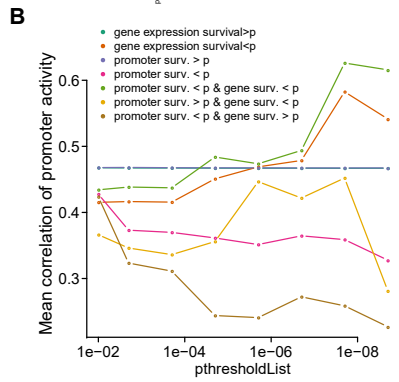 B
gene expression survival>p
gene expression survival<p
promoter surv. > p
promoter surv. < p
promoter surv. < p & gene surv. < p
promoter surv. > p & gene surv. < p
promoter surv. < p & gene surv. > p
Mean correlation of promoter activity
0.6
0.5
0.4
0.3
1e−02 1e−04 1e−06 1e−08
pthresholdList